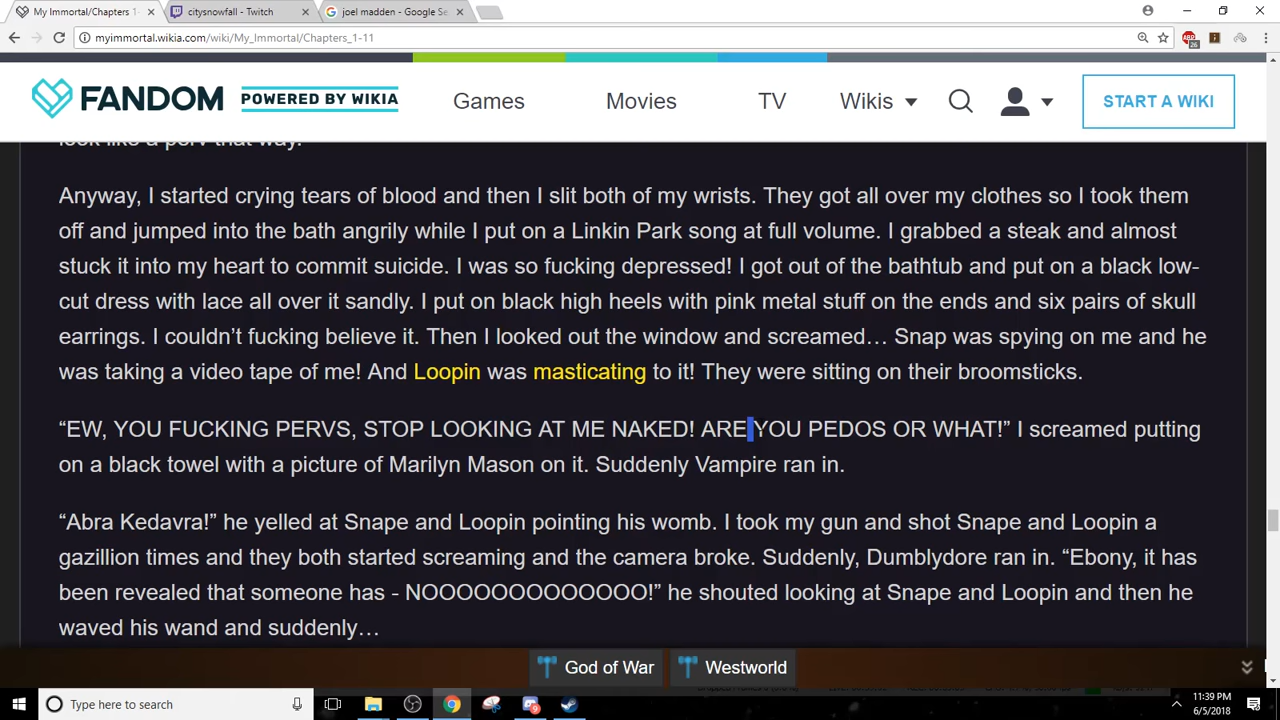 My Immortal/Chapters 1-
citysnowfall - Twitch
joel madden - Google Se
myimmortal.wikia.com/wiki/My_Immortal/Chapters_1-11
26
FANDOM
POWERED BY WIKIA
Games
Movies
TV
Wikis
START A WIKI
look like a perv that way.
Anyway, I started crying tears of blood and then I slit both of my wrists. They got all over my clothes so I took them
off and jumped into the bath angrily while I put on a Linkin Park song at full volume. I grabbed a steak and almost
stuck it into my heart to commit suicide. I was so fucking depressed! I got out of the bathtub and put on a black low-
cut dress with lace all over it sandly. I put on black high heels with pink metal stuff on the ends and six pairs of skull
earrings. I couldn’t fucking believe it. Then I looked out the window and screamed… Snap was spying on me and he
was taking a video tape of me! And Loopin was masticating to it! They were sitting on their broomsticks.
“EW, YOU FUCKING PERVS, STOP LOOKING AT ME NAKED! ARE YOU PEDOS OR WHAT!” I screamed putting
on a black towel with a picture of Marilyn Mason on it. Suddenly Vampire ran in.
“Abra Kedavra!” he yelled at Snape and Loopin pointing his womb. I took my gun and shot Snape and Loopin a
gazillion times and they both started screaming and the camera broke. Suddenly, Dumblydore ran in. “Ebony, it has
been revealed that someone has - NOOOOOOOOOOOOO!” he shouted looking at Snape and Loopin and then he
waved his wand and suddenly…
God of War
Westworld
Type here to search
11:39 PM
6/5/2018